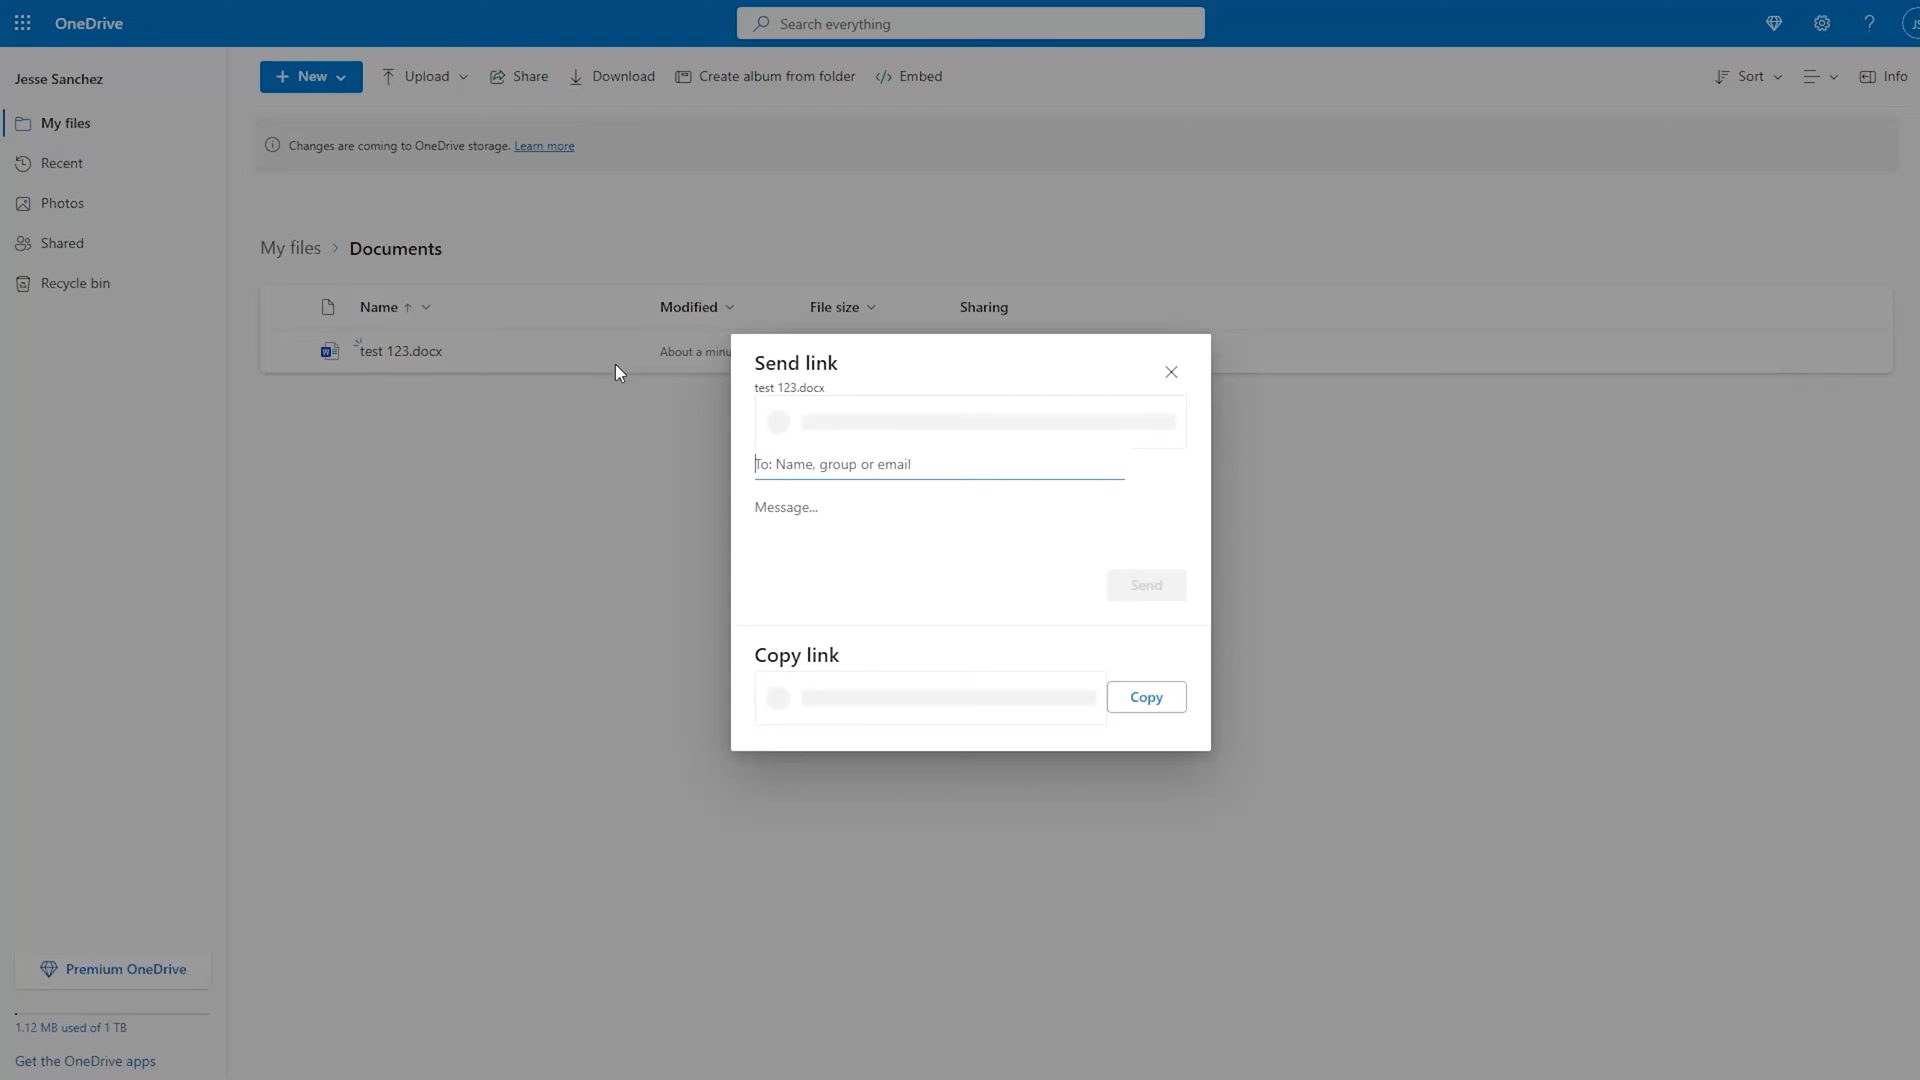 OneDrive
Search everything
JS
Jesse Sanchez
New
Upload
Share
Download
Create album from folder
Embed
Sort
Info
My files
Recent
Photos
Shared
Recycle bin
Changes are coming to OneDrive storage. Learn more
My files > Documents
Name
Modified
File size
Sharing
test 123.docx
About a minu
Send link
test 123.docx
To: Name, group or email
Message...
Send
Copy link
Copy
Premium OneDrive
1.12 MB used of 1 TB
Get the OneDrive apps